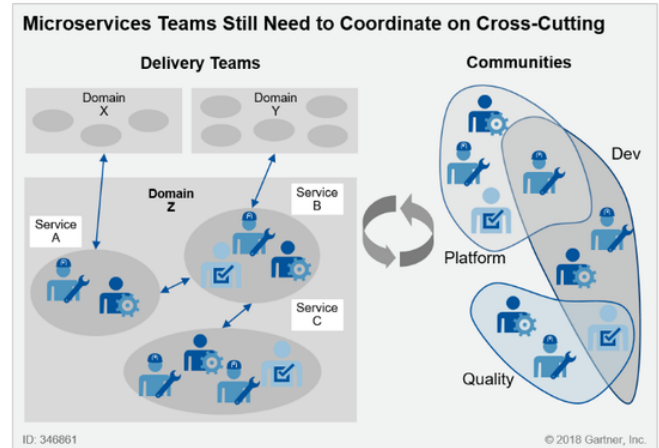 Microservices Teams Still Need to Coordinate on Cross-Cutting
Delivery Teams
Communities
Domain
X
Domain
Y
Domain
Z
Service
A
Service
B
Service
C
Dev
Platform
Quality
ID: 346861
© 2018 Gartner, Inc.